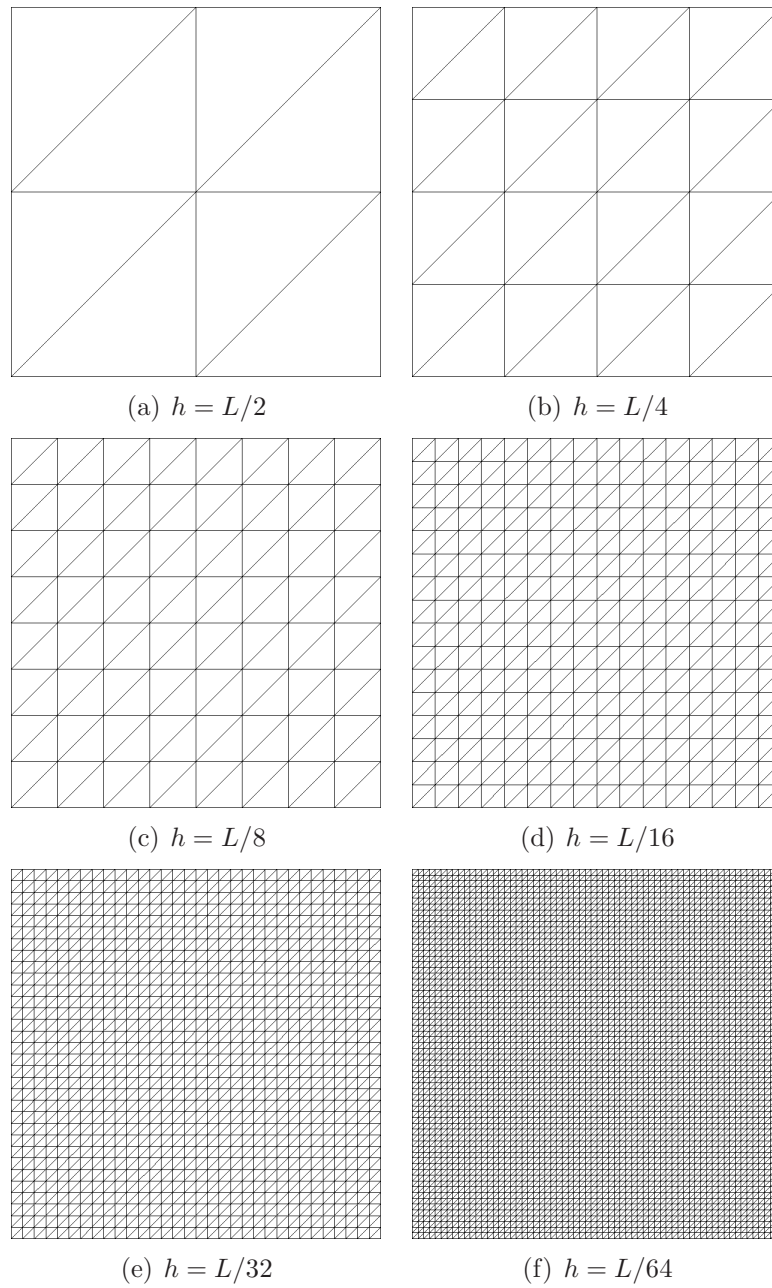 (a) h = L/2
(b) h = L/4
(c) h = L/8
(d) h = L/16
(e) h = L/32
(f) h = L/64